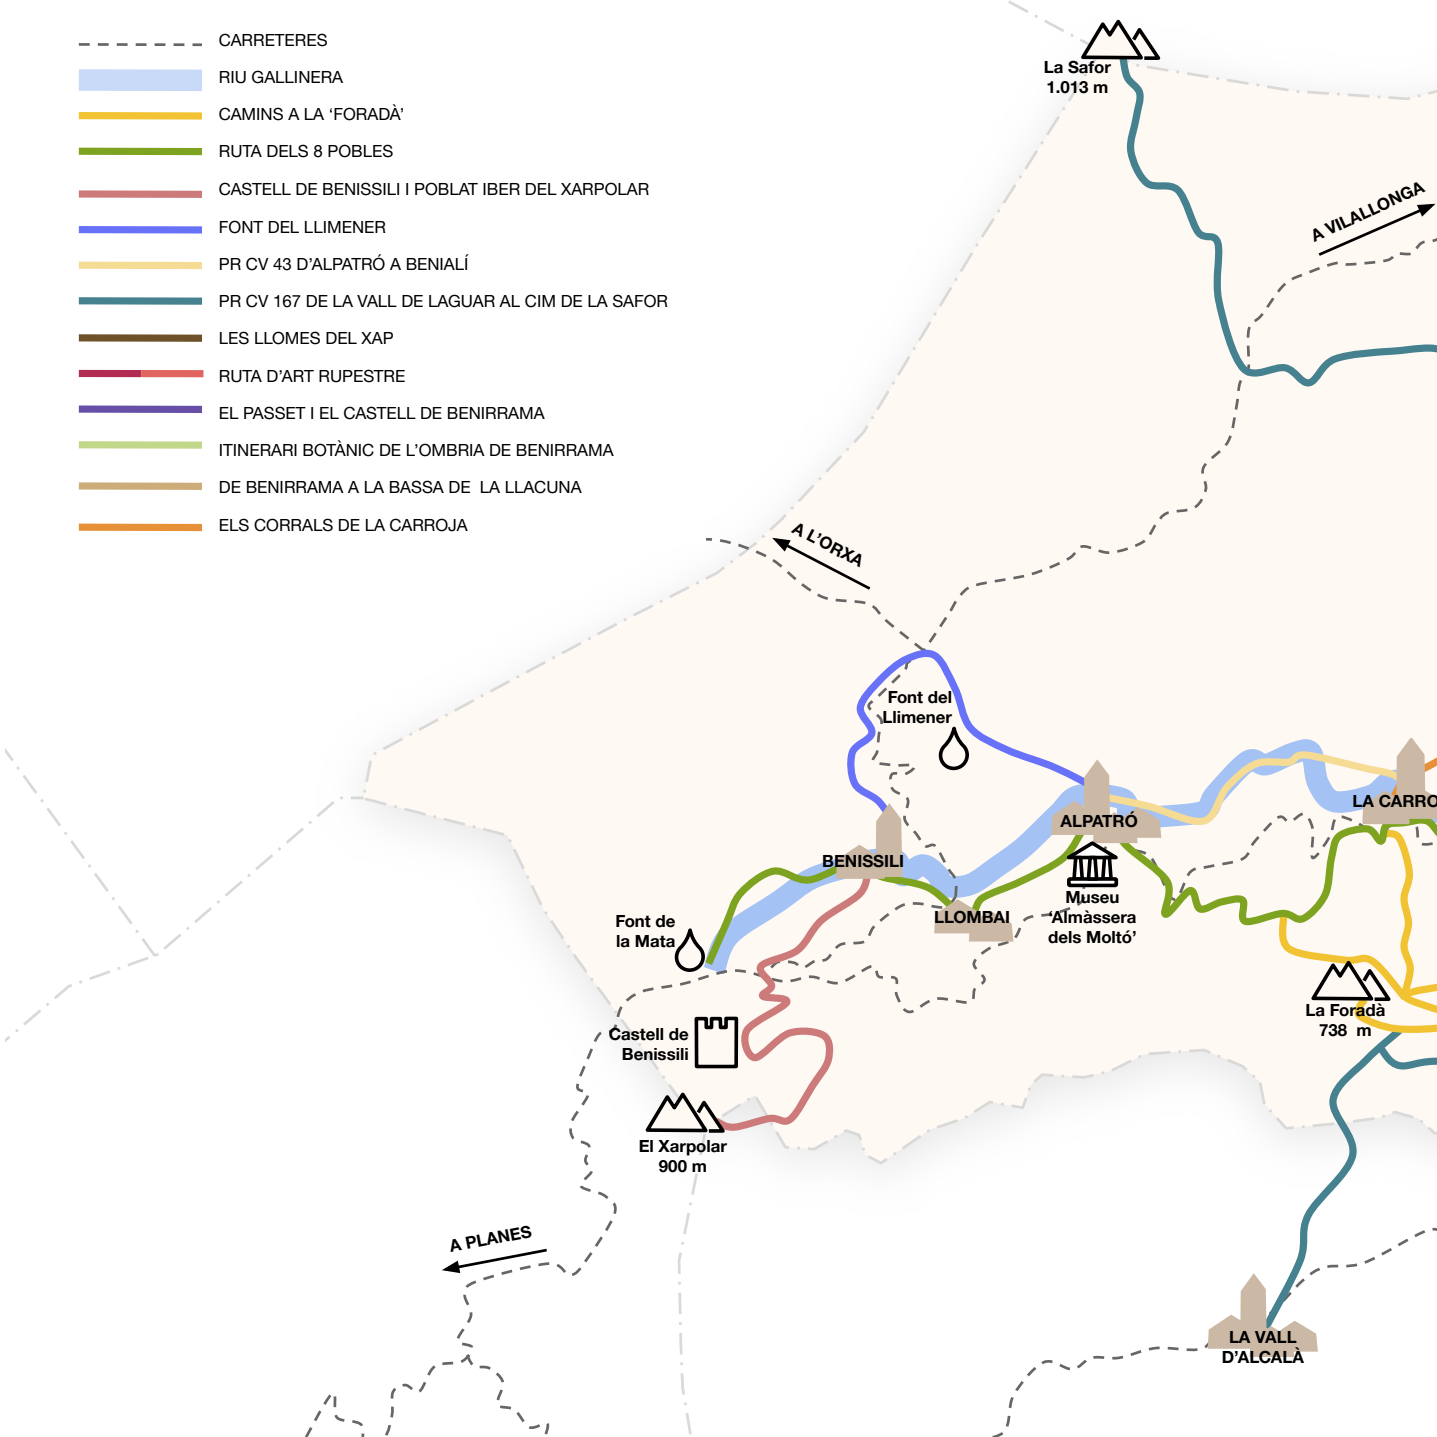 CARRETERES
RIU GALLINERA
CAMINS A LA ‘FORADÀ’
RUTA DELS 8 POBLES
CASTELL DE BENISSILI I POBLAT IBER DEL XARPOLAR
FONT DEL LLIMENER
PR CV 43 D’ALPATRÓ A BENIALÍ
PR CV 167 DE LA VALL DE LAGUAR AL CIM DE LA SAFOR
LES LLOMES DEL XAP
RUTA D’ART RUPESTRE
EL PASSET I EL CASTELL DE BENIRRAMA
ITINERARI BOTÀNIC DE L’OMBRIA DE BENIRRAMA
DE BENIRRAMA A LA BASSA DE LA LLACUNA
ELS CORRALS DE LA CARROJA
La Safor
1.013 m
A VILALLONGA
A L’ORXA
Font del
Llimener
LA CARRO
ALPATRÓ
BENISSILI
Museu
‘Almàssera
dels Moltó’
LLOMBAI
Font de
la Mata
La Foradà
738 m
Castell de
Benissili
El Xarpolar
900 m
A PLANES
LA VALL
D’ALCALÀ